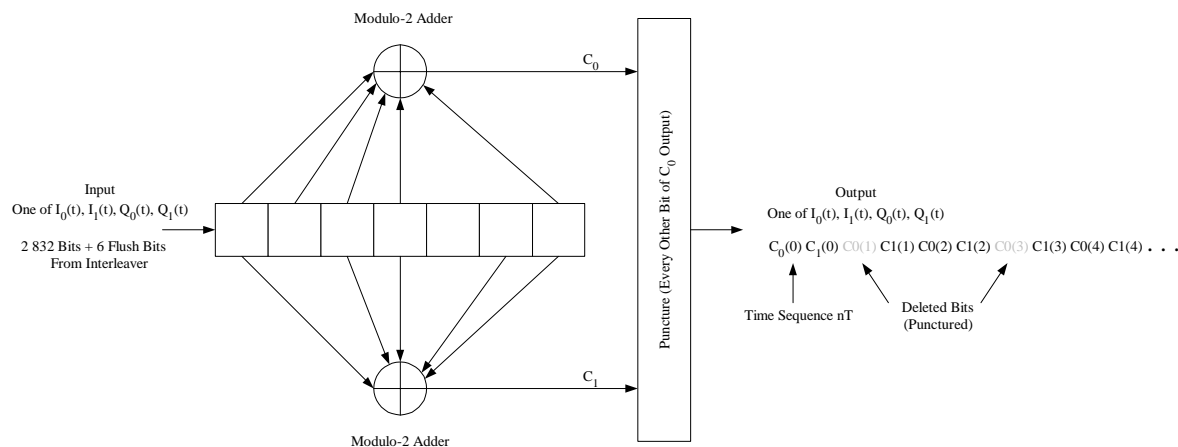 Modulo-2 Adder
C0
Input
One of I0(t), I1(t), Q0(t), Q1(t)
2 832 Bits + 6 Flush Bits
From Interleaver
Puncture (Every Other Bit of C0 Output)
Output
One of I0(t), I1(t), Q0(t), Q1(t)
C0(0) C1(0) C0(1) C1(1) C0(2) C1(2) C0(3) C1(3) C0(4) C1(4) . . .
Time Sequence nT
Deleted Bits
(Punctured)
C1
Modulo-2 Adder